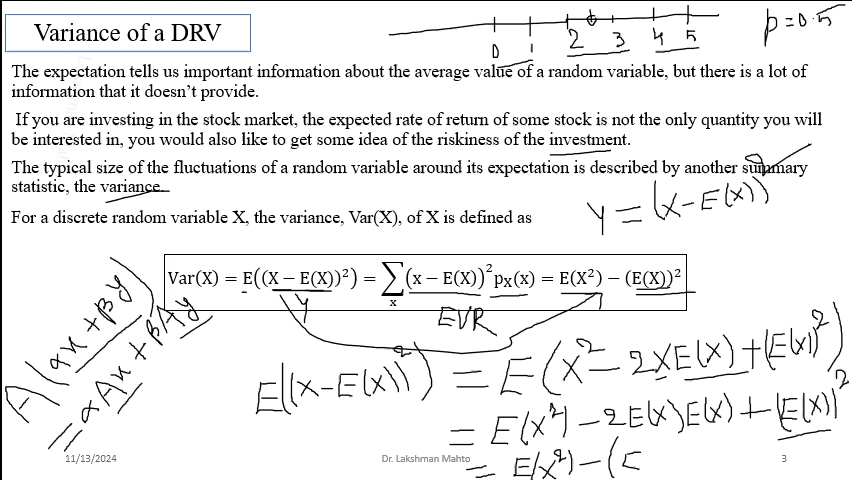 Variance of a DRV
0 1 2 3 4 5
p=0.5
The expectation tells us important information about the average value of a random variable, but there is a lot of
information that it doesn't provide.
If you are investing in the stock market, the expected rate of return of some stock is not the only quantity you will
be interested in, you would also like to get some idea of the riskiness of the investment.
The typical size of the fluctuations of a random variable around its expectation is described by another summary
statistic, the variance.
Y = (X-E(X))²
For a discrete random variable X, the variance, Var(X), of X is defined as
Var(X) = E((X − E(X))²) = ∑ₓ (x − E(X))² pₓ(x) = E(X²) − (E(X))²
Y
EVR
A(αx + βy)
= αAx + βAy
E((X-E(X))²) = E(X² - 2XE(X) + (E(X))²)
= E(X²) - 2E(X)E(X) + (E(X))²
= E(X²) - (
11/13/2024
Dr. Lakshman Mahto
3